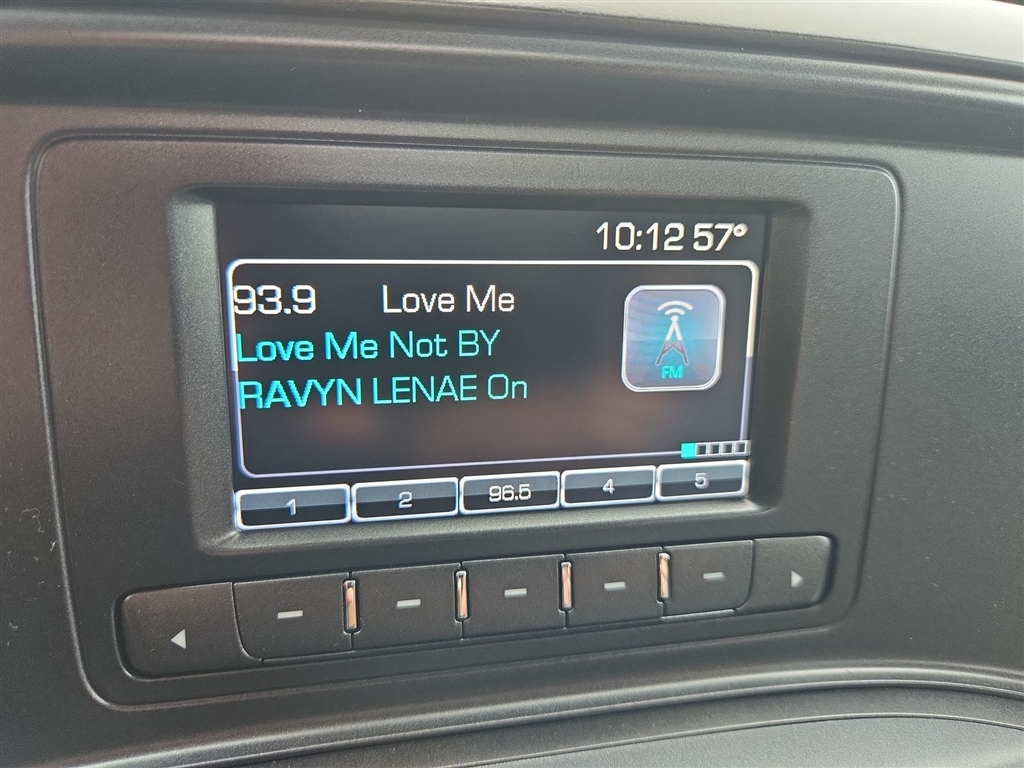 10:12 57°
93.9 Love Me
Love Me Not BY
RAVYN LENAE On
FM
1 2 96.5 4 5